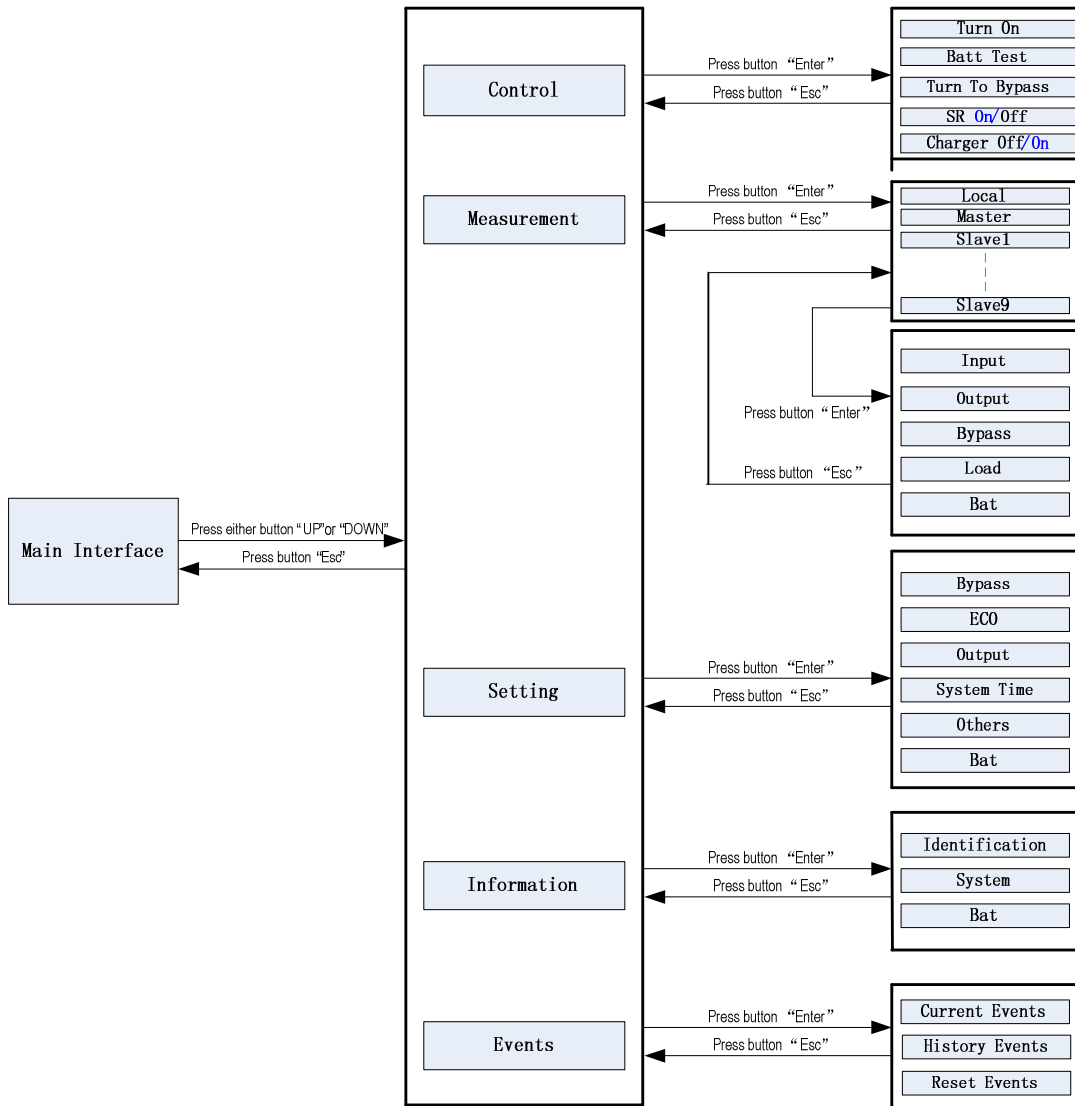 Main Interface
Press either button “UP”or “DOWN”
Press button “Esc”
Control
Press button “Enter”
Press button “Esc”
Turn On
Batt Test
Turn To Bypass
SR On/Off
Charger Off/On
Measurement
Press button “Enter”
Press button “Esc”
Local
Master
Slave1
Slave9
Press button “Enter”
Press button “Esc”
Input
Output
Bypass
Load
Bat
Setting
Press button “Enter”
Press button “Esc”
Bypass
ECO
Output
System Time
Others
Bat
Information
Press button “Enter”
Press button “Esc”
Identification
System
Bat
Events
Press button “Enter”
Press button “Esc”
Current Events
History Events
Reset Events